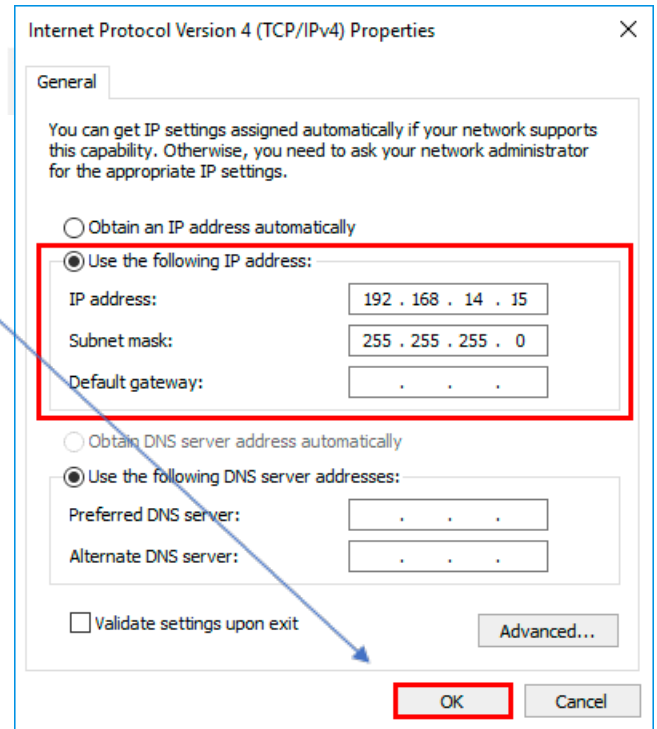 Internet Protocol Version 4 (TCP/IPv4) Properties
General
You can get IP settings assigned automatically if your network supports
this capability. Otherwise, you need to ask your network administrator
for the appropriate IP settings.
Obtain an IP address automatically
Use the following IP address:
IP address: 192 . 168 . 14 . 15
Subnet mask: 255 . 255 . 255 . 0
Default gateway: . . .
Obtain DNS server address automatically
Use the following DNS server addresses:
Preferred DNS server: . . .
Alternate DNS server: . . .
Validate settings upon exit
Advanced...
OK Cancel